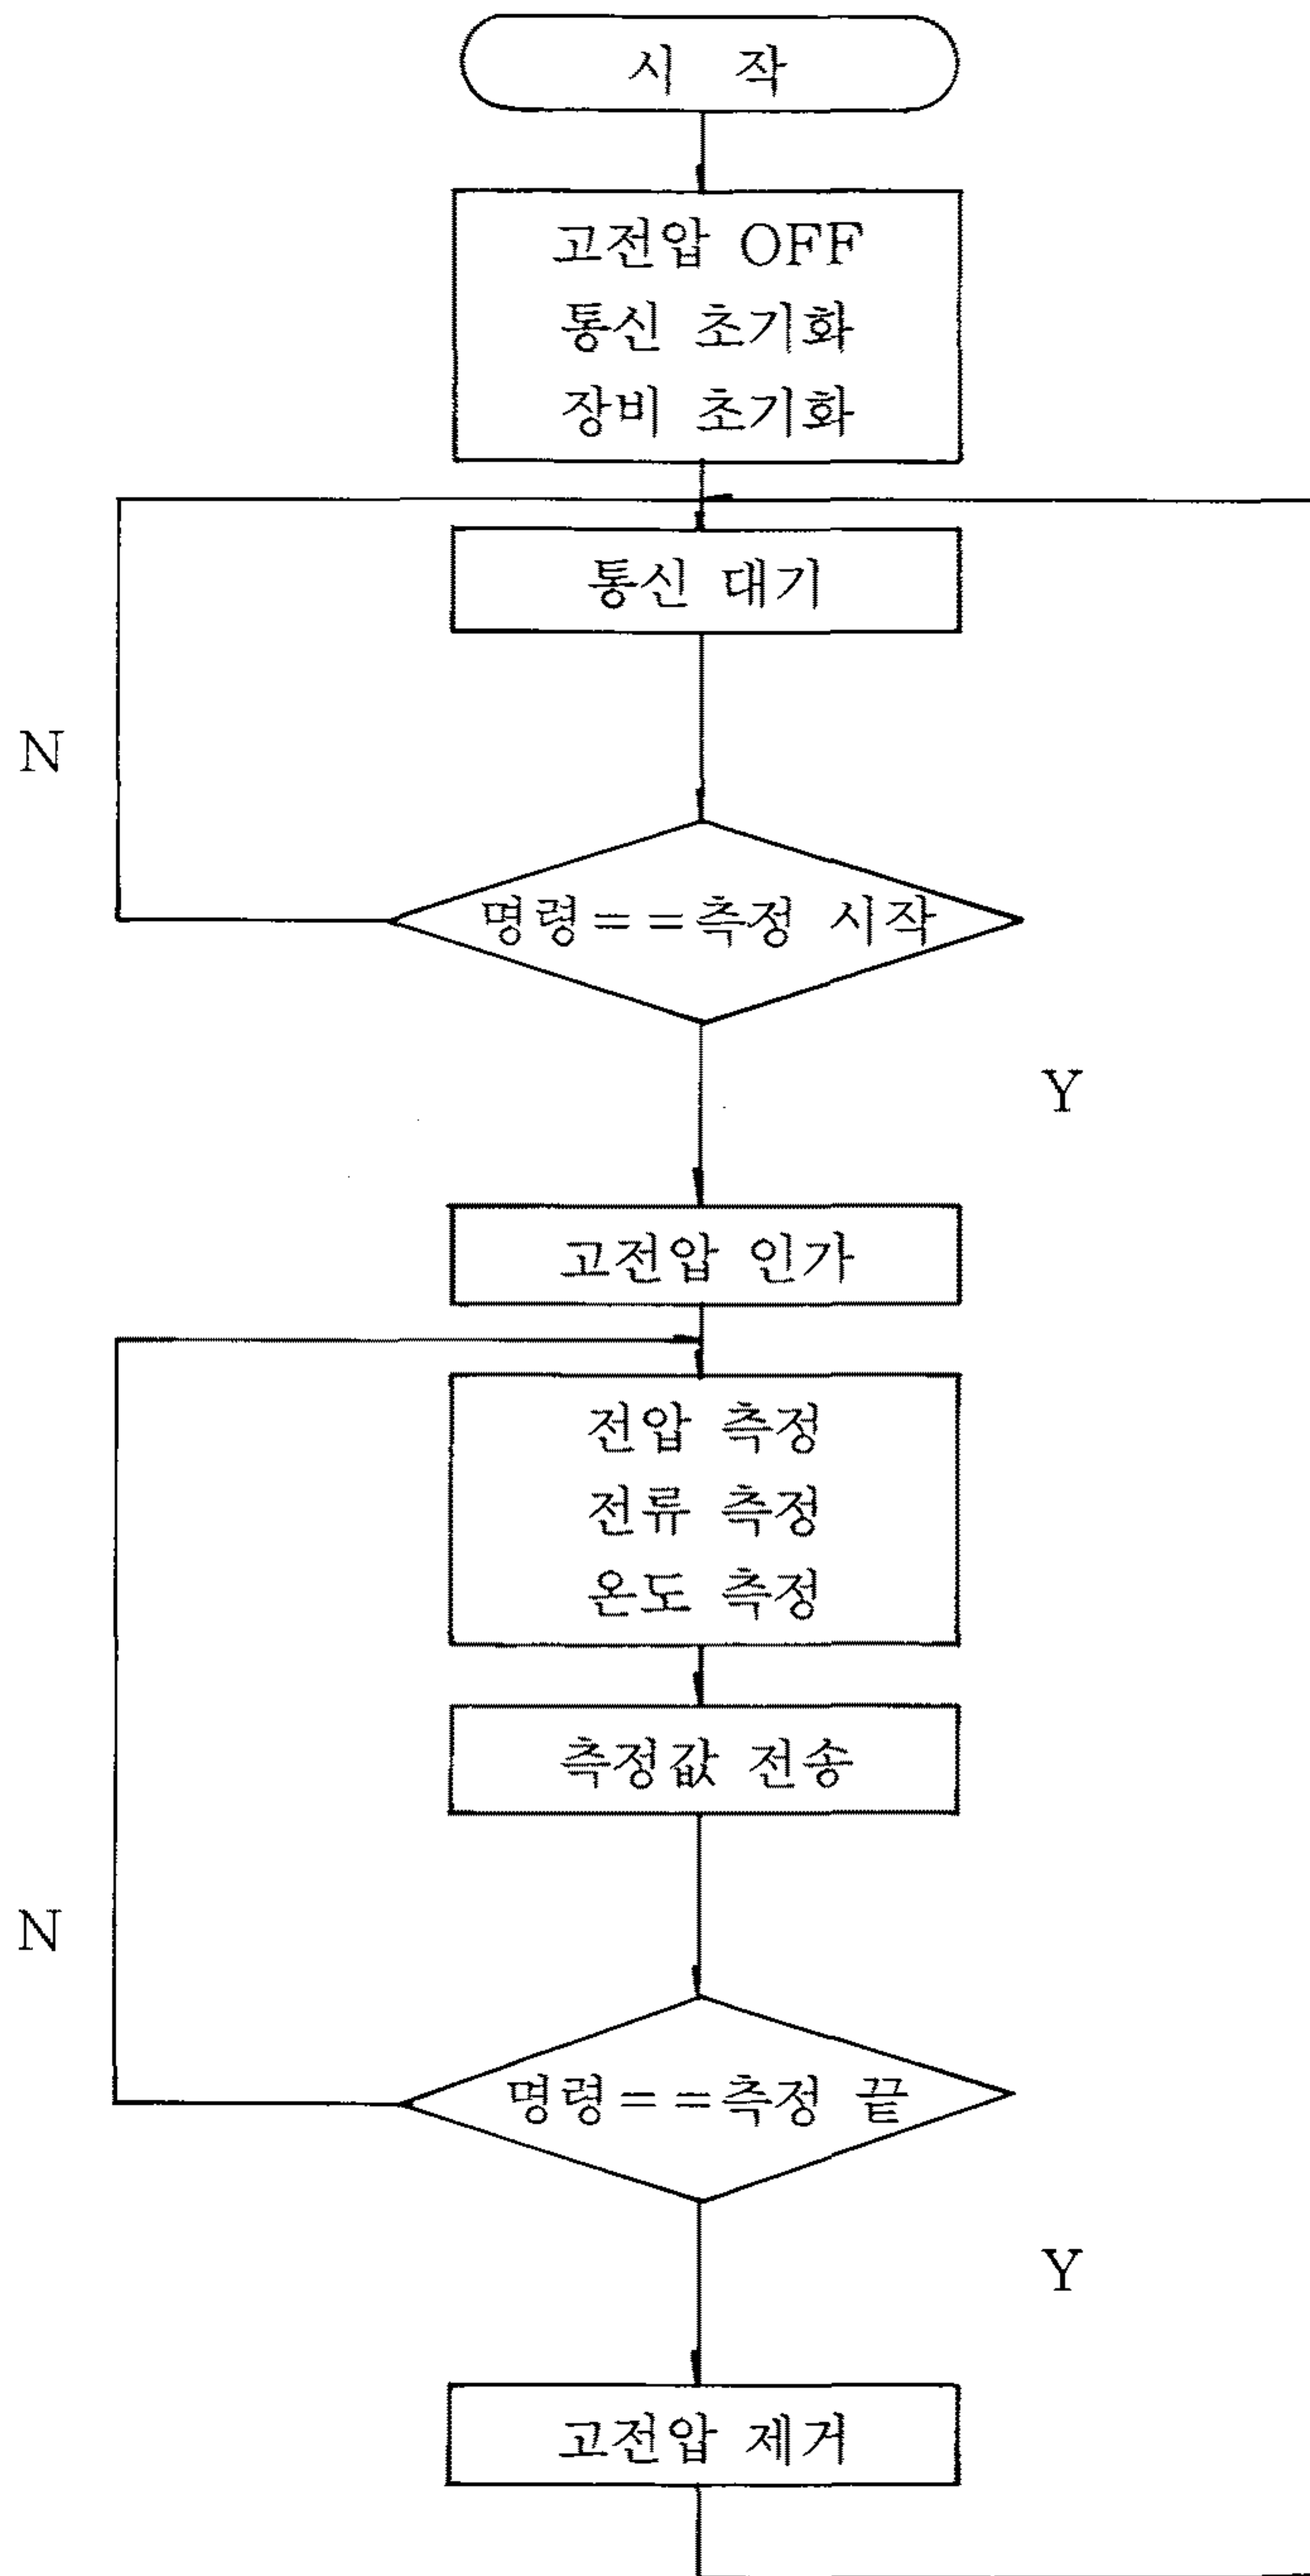 시 작
고전압 OFF
통신 초기화
장비 초기화
통신 대기
N
명령==측정 시작
Y
고전압 인가
전압 측정
전류 측정
온도 측정
측정값 전송
N
명령==측정 끝
Y
고전압 제거